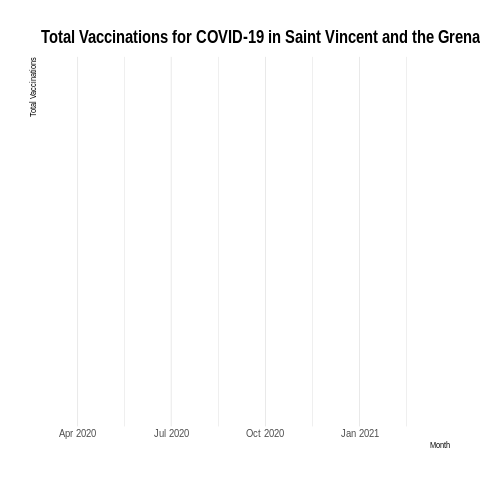 Total Vaccinations for COVID-19 in Saint Vincent and the Grena
Total Vaccinations
Apr 2020
Jul 2020
Oct 2020
Jan 2021
Month